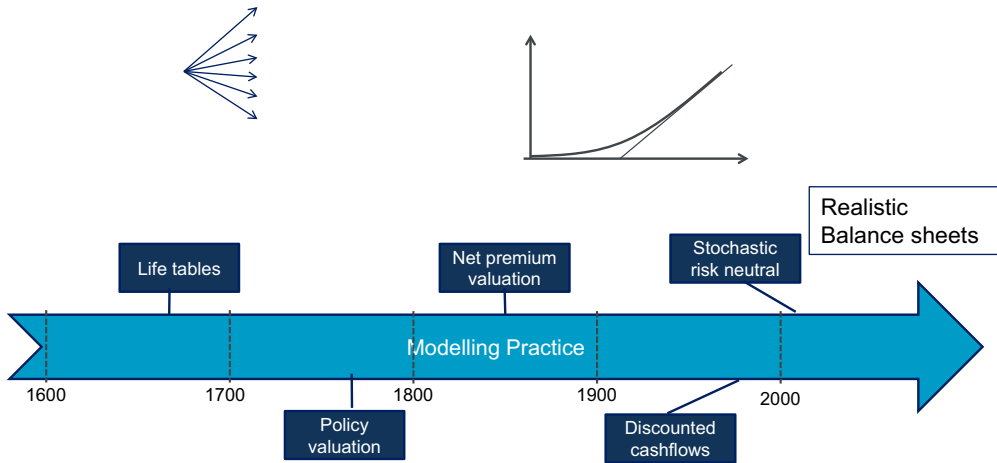 Realistic
Balance sheets
Life tables
Net premium
valuation
Stochastic
risk neutral
Modelling Practice
1600
1700
1800
1900
2000
Policy
valuation
Discounted
cashflows